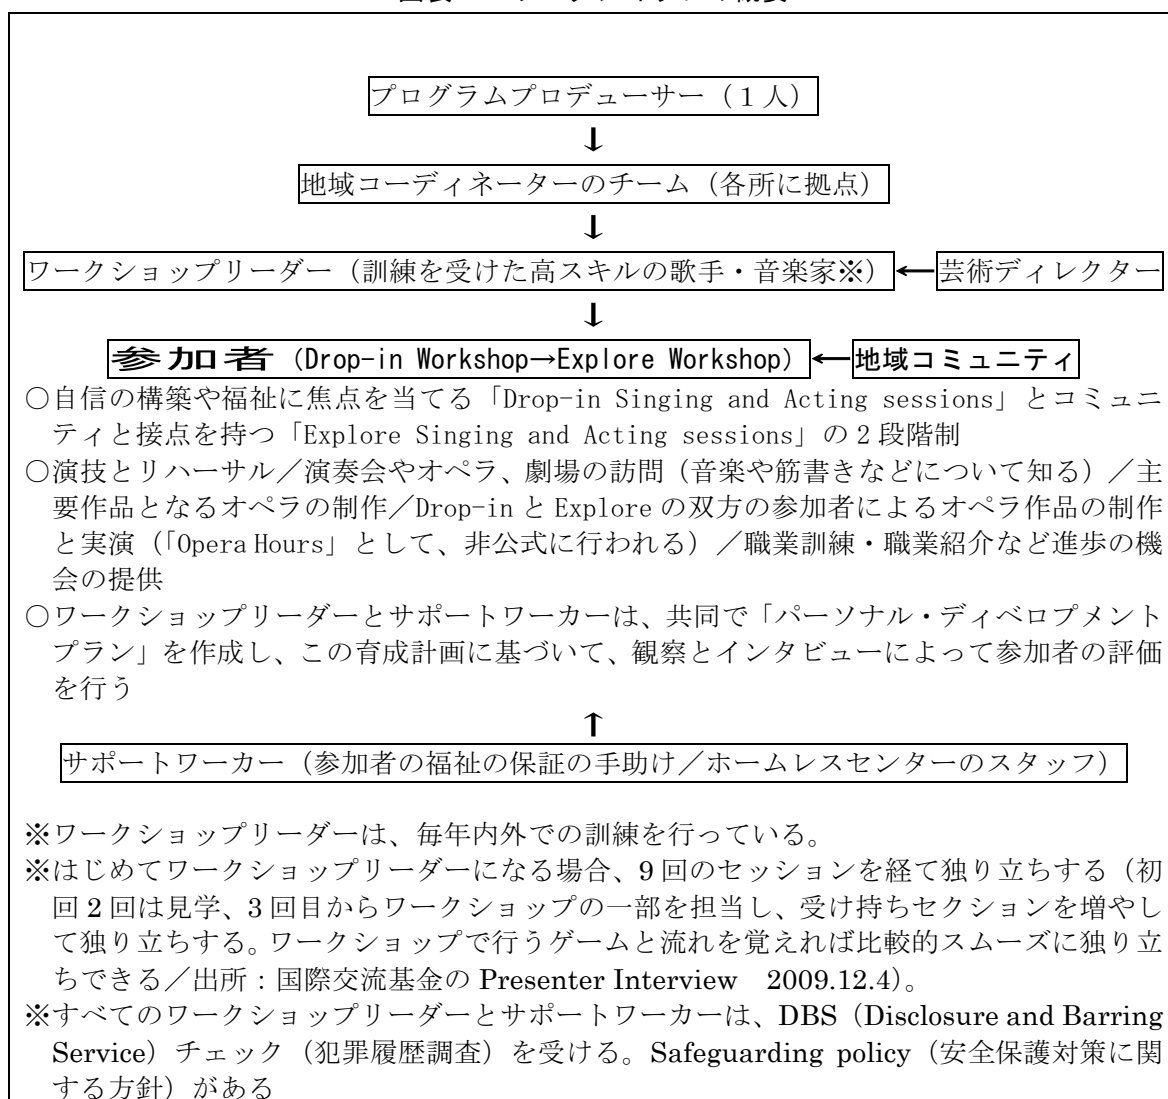 プログラムプロデューサー（１人）
↓
地域コーディネーターのチーム（各所に拠点）
↓
ワークショップリーダー（訓練を受けた高スキルの歌手・音楽家※）←芸術ディレクター
↓
参加者（Drop-in Workshop→Explore Workshop）←地域コミュニティ
○自信の構築や福祉に焦点を当てる「Drop-in Singing and Acting sessions」とコミュニ
ティと接点を持つ「Explore Singing and Acting sessions」の２段階制
○演技とリハーサル／演奏会やオペラ、劇場の訪問（音楽や筋書きなどについて知る）／主
要作品となるオペラの制作／Drop-in と Explore の双方の参加者によるオペラ作品の制作
と実演（「Opera Hours」として、非公式に行われる）／職業訓練・職業紹介など進歩の機
会の提供
○ワークショップリーダーとサポートワーカーは、共同で「パーソナル・ディベロプメント
プラン」を作成し、この育成計画に基づいて、観察とインタビューによって参加者の評価
を行う
↑
サポートワーカー（参加者の福祉の保証の手助け／ホームレスセンターのスタッフ）
※ワークショップリーダーは、毎年内外での訓練を行っている。
※はじめてワークショップリーダーになる場合、9 回のセッションを経て独り立ちする（初
回 2 回は見学、3 回目からワークショップの一部を担当し、受け持ちセクションを増やし
て独り立ちする。ワークショップで行うゲームと流れを覚えれば比較的スムーズに独り立
ちできる／出所：国際交流基金の Presenter Interview　2009.12.4）。
※すべてのワークショップリーダーとサポートワーカーは、DBS（Disclosure and Barring
Service）チェック（犯罪履歴調査）を受ける。Safeguarding policy（安全保護対策に関
する方針）がある